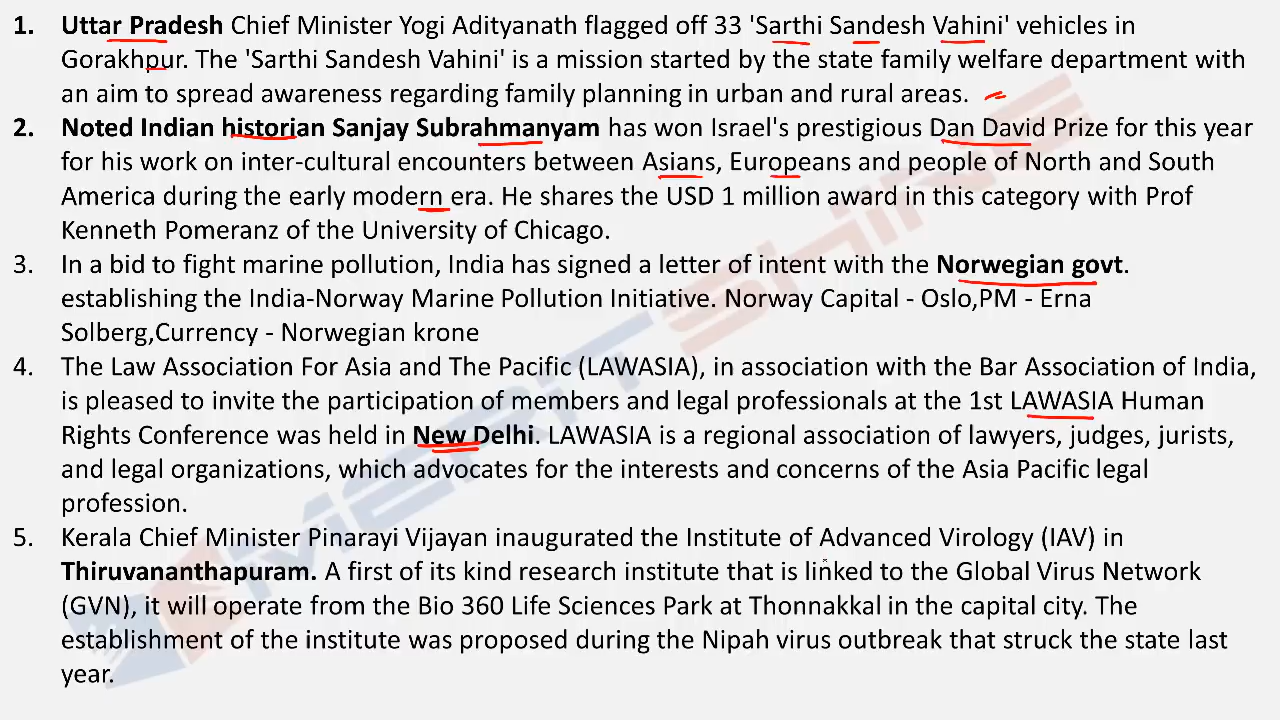 1. Uttar Pradesh Chief Minister Yogi Adityanath flagged off 33 'Sarthi Sandesh Vahini' vehicles in
Gorakhpur. The 'Sarthi Sandesh Vahini' is a mission started by the state family welfare department with
an aim to spread awareness regarding family planning in urban and rural areas.
2. Noted Indian historian Sanjay Subrahmanyam has won Israel's prestigious Dan David Prize for this year
for his work on inter-cultural encounters between Asians, Europeans and people of North and South
America during the early modern era. He shares the USD 1 million award in this category with Prof
Kenneth Pomeranz of the University of Chicago.
3. In a bid to fight marine pollution, India has signed a letter of intent with the Norwegian govt.
establishing the India-Norway Marine Pollution Initiative. Norway Capital - Oslo,PM - Erna
Solberg,Currency - Norwegian krone
4. The Law Association For Asia and The Pacific (LAWASIA), in association with the Bar Association of India,
is pleased to invite the participation of members and legal professionals at the 1st LAWASIA Human
Rights Conference was held in New Delhi. LAWASIA is a regional association of lawyers, judges, jurists,
and legal organizations, which advocates for the interests and concerns of the Asia Pacific legal
profession.
5. Kerala Chief Minister Pinarayi Vijayan inaugurated the Institute of Advanced Virology (IAV) in
Thiruvananthapuram. A first of its kind research institute that is linked to the Global Virus Network
(GVN), it will operate from the Bio 360 Life Sciences Park at Thonnakkal in the capital city. The
establishment of the institute was proposed during the Nipah virus outbreak that struck the state last
year.
MERITSHINE